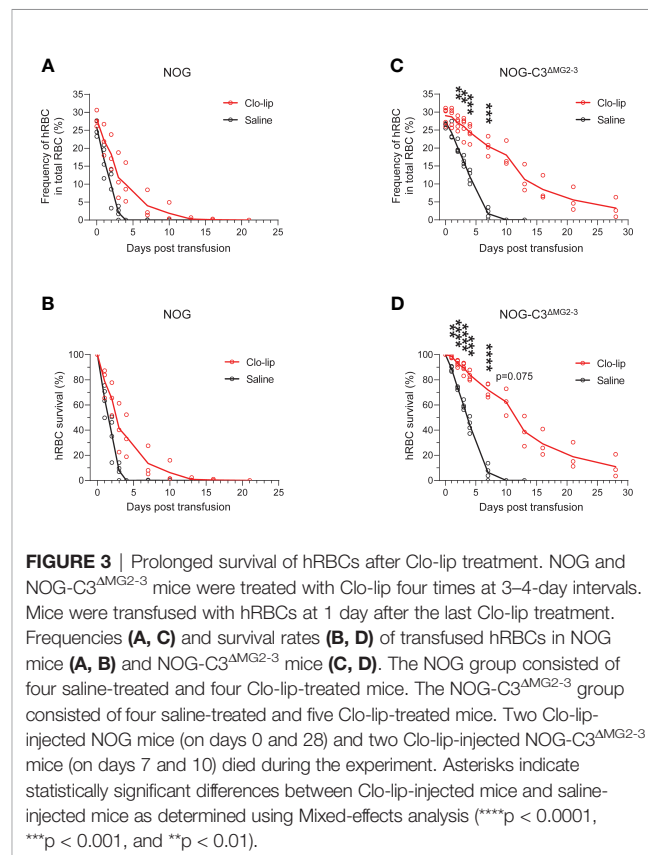 A
NOG
Frequency of hRBC
in total RBC (%)
35
30
25
20
15
10
5
0
Clo-lip
Saline
0
5
10
15
20
25
Days post transfusion
C
NOG-C3ΔMG2-3
Frequency of hRBC
in total RBC (%)
35
30
25
20
15
10
5
0
Clo-lip
Saline
0
5
10
15
20
25
30
Days post transfusion
B
NOG
hRBC survival (%)
100
80
60
40
20
0
Clo-lip
Saline
0
5
10
15
20
25
Days post transfusion
D
NOG-C3ΔMG2-3
hRBC survival (%)
100
80
60
40
20
0
p=0.075
Clo-lip
Saline
0
5
10
15
20
25
30
Days post transfusion
FIGURE 3 | Prolonged survival of hRBCs after Clo-lip treatment. NOG and
NOG-C3ΔMG2-3 mice were treated with Clo-lip four times at 3–4-day intervals.
Mice were transfused with hRBCs at 1 day after the last Clo-lip treatment.
Frequencies (A, C) and survival rates (B, D) of transfused hRBCs in NOG
mice (A, B) and NOG-C3ΔMG2-3 mice (C, D). The NOG group consisted of
four saline-treated and four Clo-lip-treated mice. The NOG-C3ΔMG2-3 group
consisted of four saline-treated and five Clo-lip-treated mice. Two Clo-lip-
injected NOG mice (on days 0 and 28) and two Clo-lip-injected NOG-C3ΔMG2-3
mice (on days 7 and 10) died during the experiment. Asterisks indicate
statistically significant differences between Clo-lip-injected mice and saline-
injected mice as determined using Mixed-effects analysis (****p < 0.0001,
***p < 0.001, and **p < 0.01).